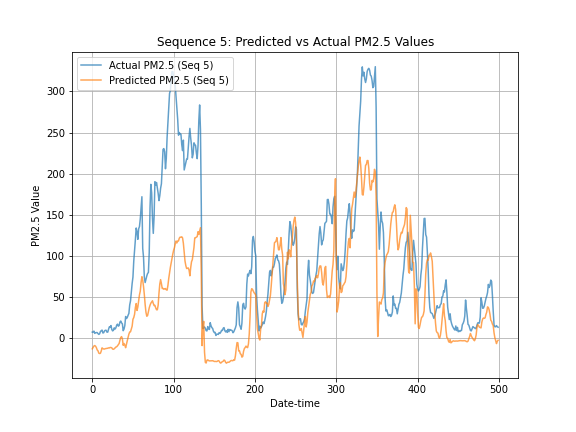 Sequence 5: Predicted vs Actual PM2.5 Values
Actual PM2.5 (Seq 5)
Predicted PM2.5 (Seq 5)
PM2.5 Value
300
250
200
150
100
50
0
0 100 200 300 400 500
Date-time